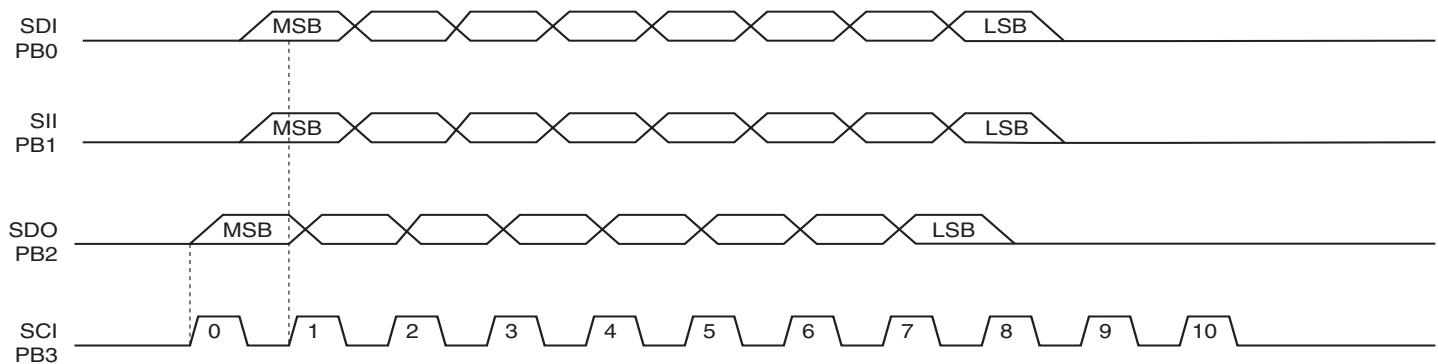 SDI
PB0
MSB LSB
SII
PB1
MSB LSB
SDO
PB2
MSB LSB
SCI
PB3
0 1 2 3 4 5 6 7 8 9 10